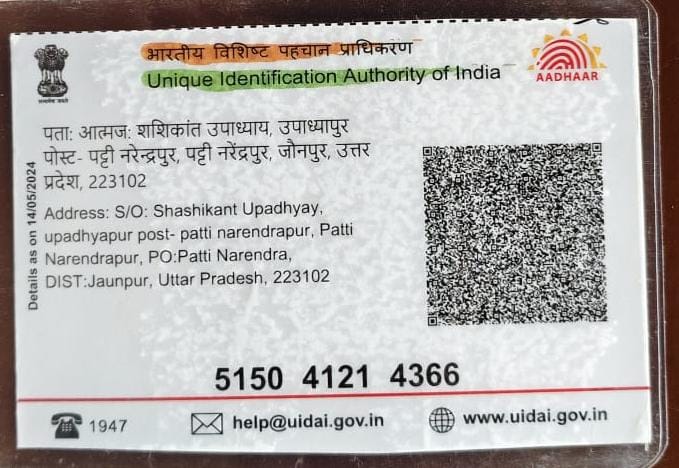 भारतीय विशिष्ट पहचान प्राधिकरण
Unique Identification Authority of India
AADHAAR
पता: आत्मज: शशिकांत उपाध्याय, उपाध्यापुर
पोस्ट- पट्टी नरेन्द्रपुर, पट्टी नरेंद्रपुर, जौनपुर, उत्तर
प्रदेश, 223102
Address: S/O: Shashikant Upadhyay,
upadhyapur post- patti narendrapur, Patti
Narendrapur, PO:Patti Narendra,
DIST:Jaunpur, Uttar Pradesh, 223102
Details as on 14/05/2024
5150 4121 4366
1947
help@uidai.gov.in
www.uidai.gov.in